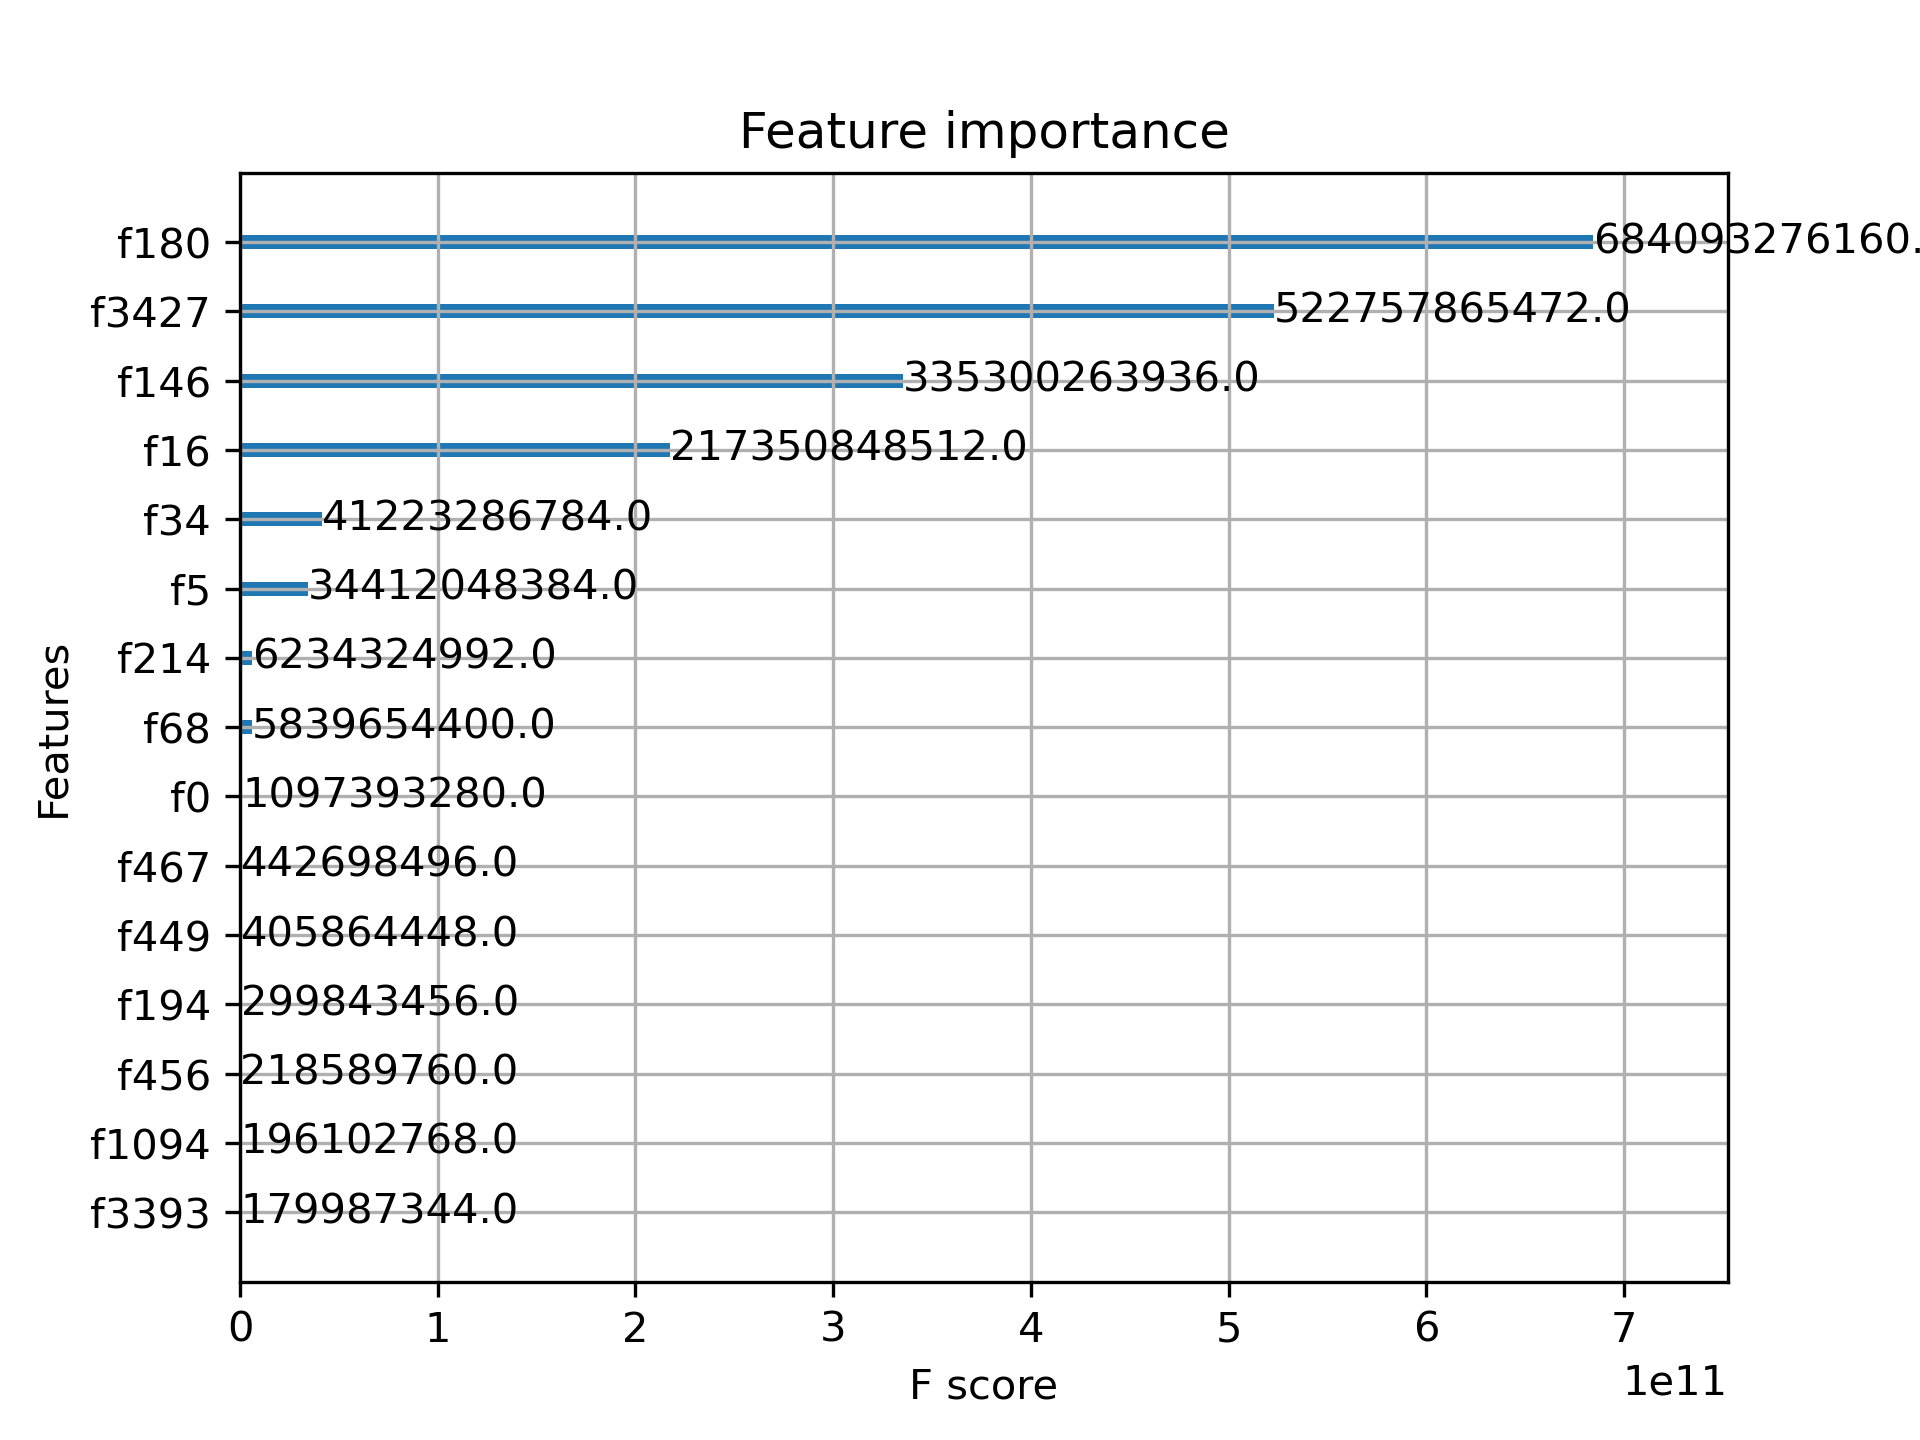 Feature importance
f180 684093276160.
f3427 522757865472.0
f146 335300263936.0
f16 217350848512.0
f34 41223286784.0
f5 34412048384.0
f214 6234324992.0
f68 5839654400.0
f0 1097393280.0
f467 442698496.0
f449 405864448.0
f194 299843456.0
f456 218589760.0
f1094 196102768.0
f3393 179987344.0
Features
0 1 2 3 4 5 6 7
1e11
F score